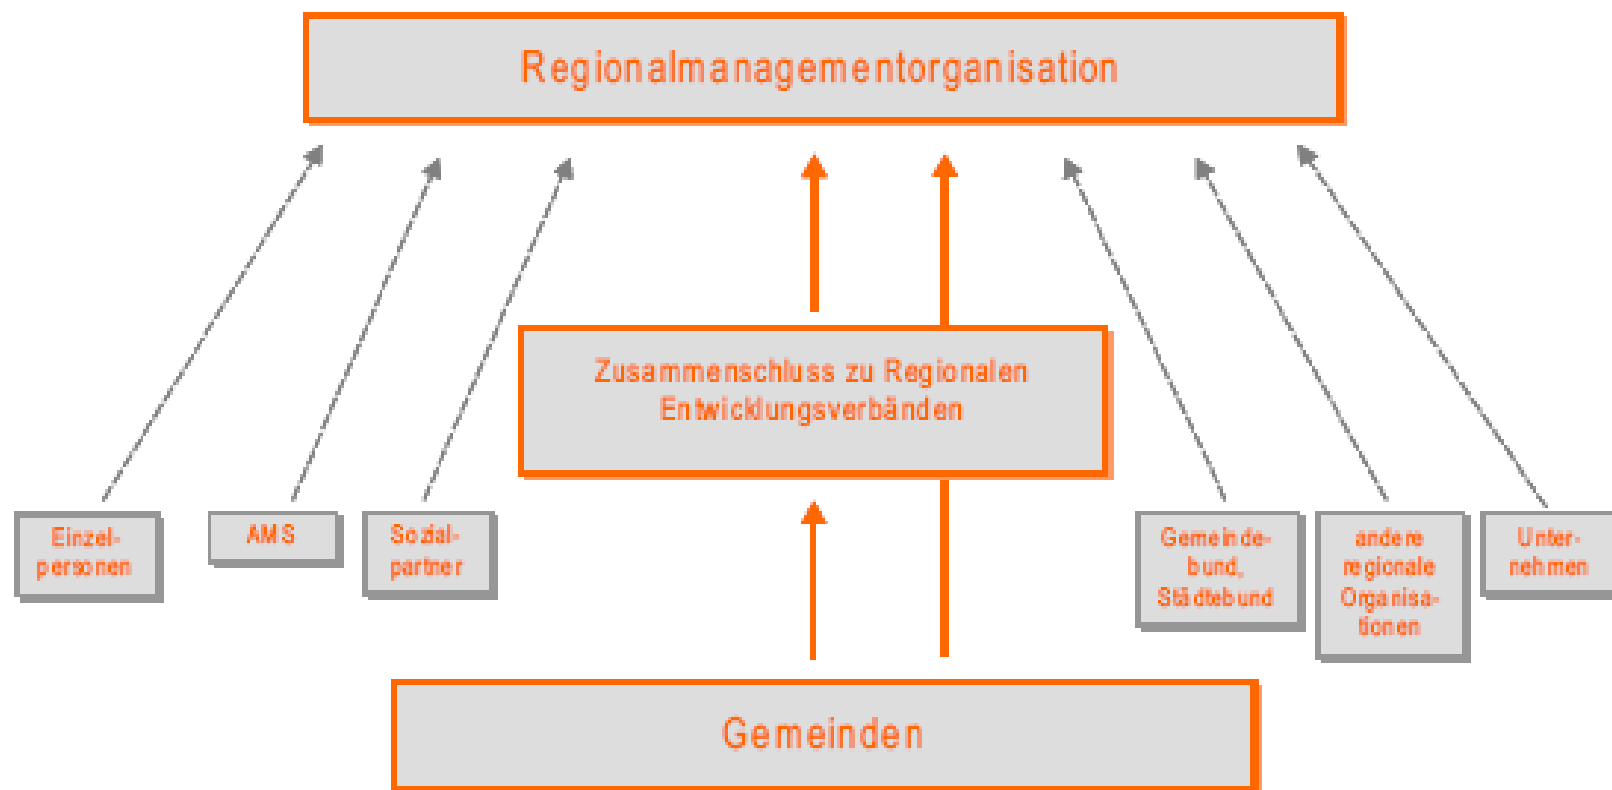 Regionalmanagementorganisation
Zusammenschluss zu Regionalen
Entwicklungsverbänden
Einzel-
personen
AMS
Sozial-
partner
Gemeinde-
bund,
Städtebund
andere
regionale
Organisa-
tionen
Unter-
nehmen
Gemeinden